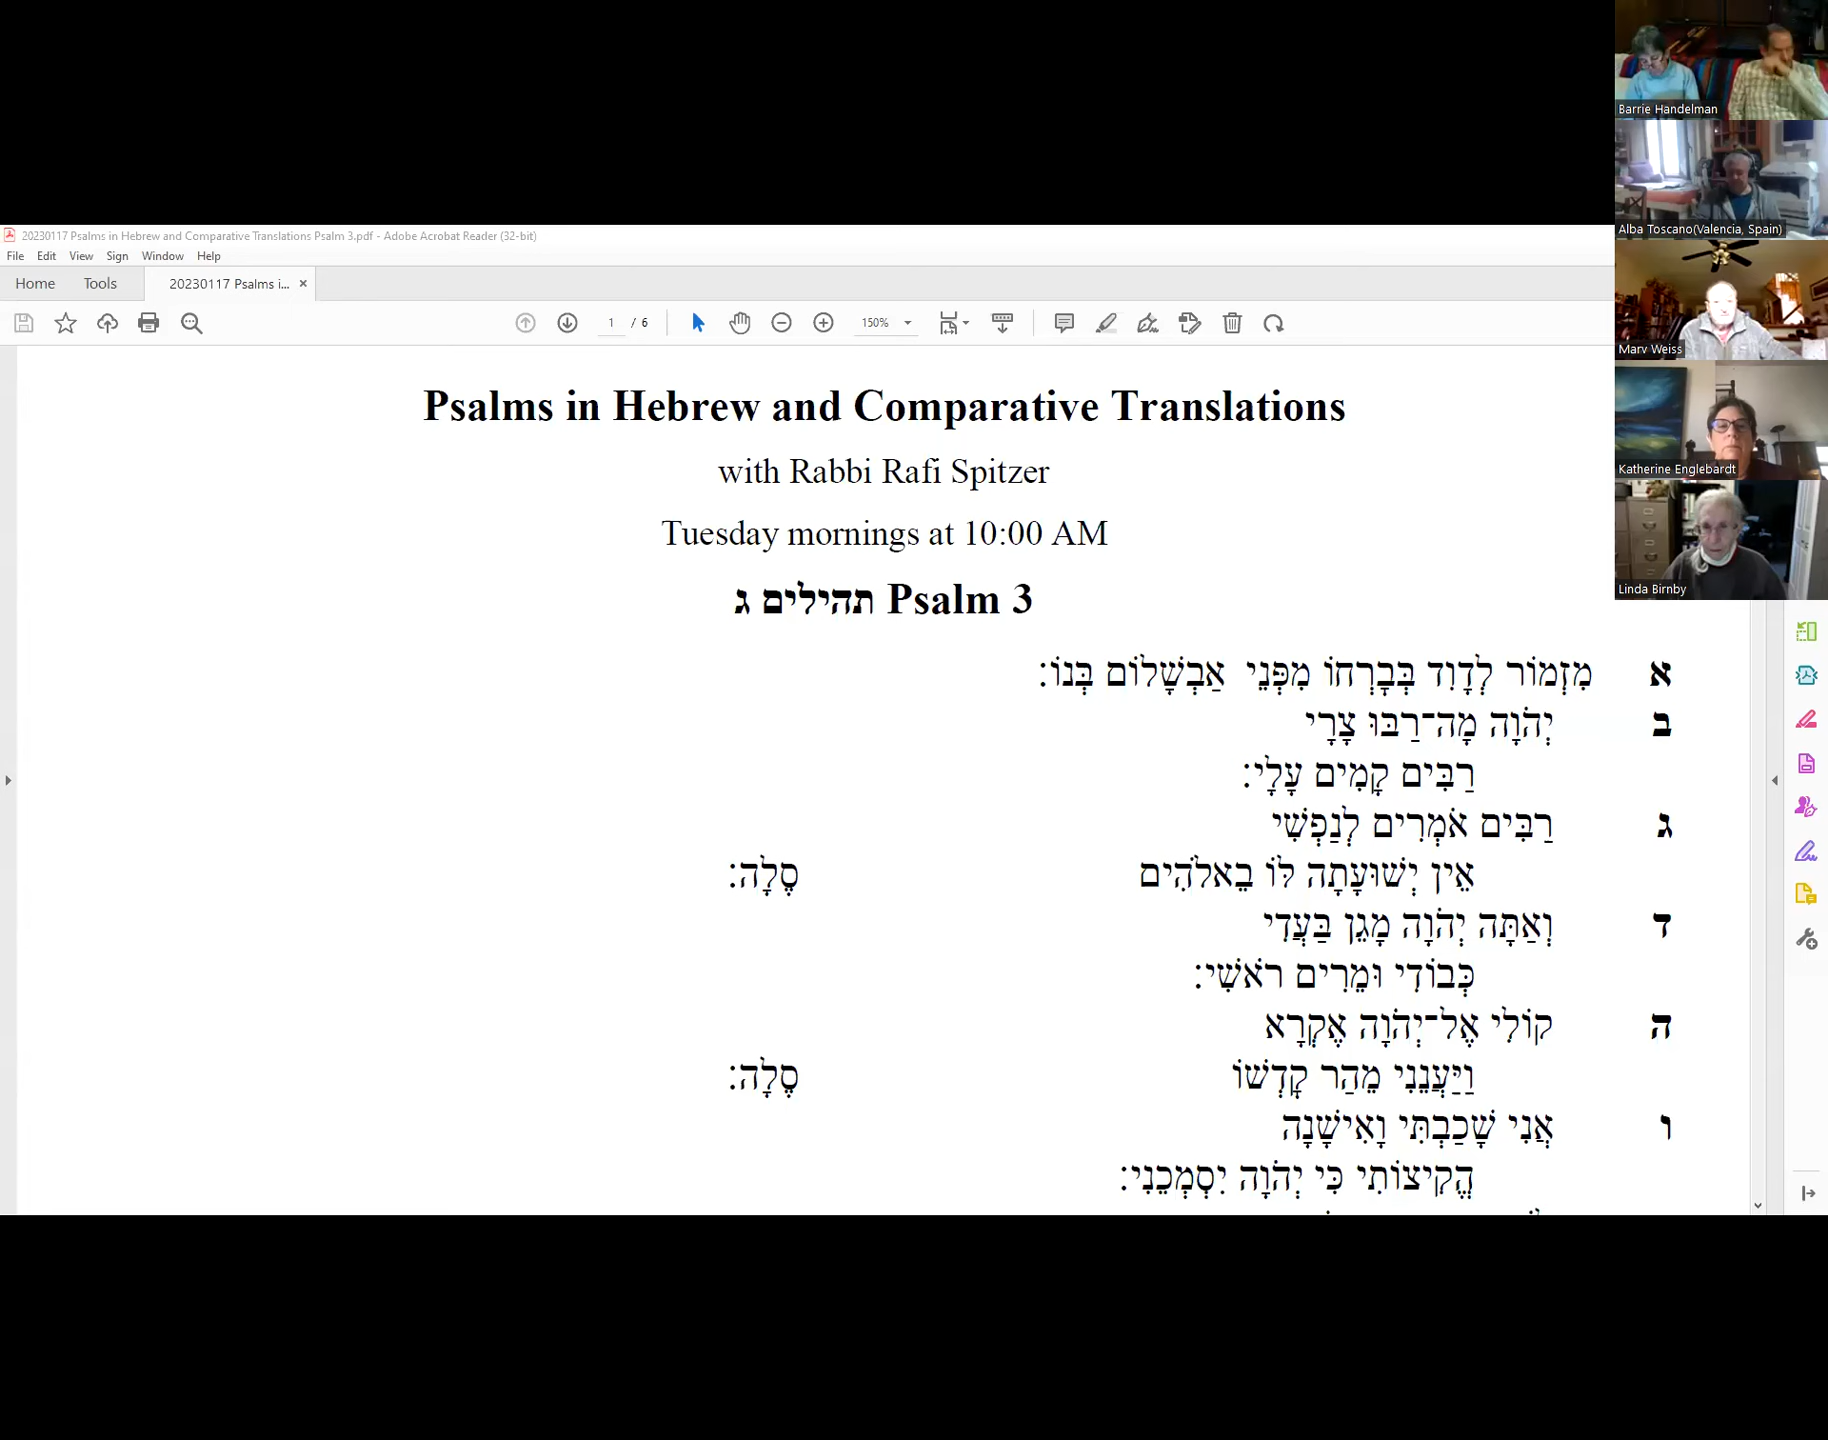 20230117 Psalms in Hebrew and Comparative Translations Psalm 3.pdf - Adobe Acrobat Reader (32-bit)
File Edit View Sign Window Help
Home Tools 20230117 Psalms i... ×
1 / 6 150%
Psalms in Hebrew and Comparative Translations
with Rabbi Rafi Spitzer
Tuesday mornings at 10:00 AM
תהילים ג Psalm 3
א מִזְמוֹר לְדָוִד בְּבָרְחוֹ מִפְּנֵי אַבְשָׁלוֹם בְּנוֹ:
ב יְהֹוָה מָה־רַבּוּ צָרָי
רַבִּים קָמִים עָלָי:
ג רַבִּים אֹמְרִים לְנַפְשִׁי
אֵין יְשׁוּעָתָה לּוֹ בֵאלֹהִים סֶלָה:
ד וְאַתָּה יְהֹוָה מָגֵן בַּעֲדִי
כְּבוֹדִי וּמֵרִים רֹאשִׁי:
ה קוֹלִי אֶל־יְהֹוָה אֶקְרָא
וַיַּעֲנֵנִי מֵהַר קָדְשׁוֹ סֶלָה:
ו אֲנִי שָׁכַבְתִּי וָאִישָׁנָה
הֱקִיצוֹתִי כִּי יְהֹוָה יִסְמְכֵנִי:
Barrie Handelman
Alba Toscano(Valencia, Spain)
Marv Weiss
Katherine Englebardt
Linda Birnby